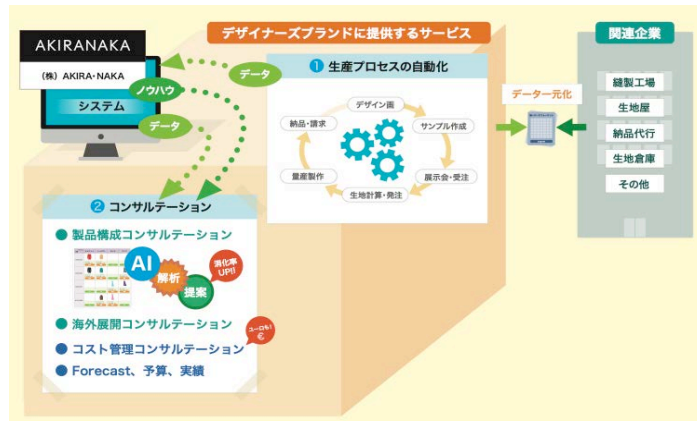 AKIRANAKA
(株) AKIRA・NAKA
システム
ノウハウ
データ
データ
デザイナーズブランドに提供するサービス
① 生産プロセスの自動化
デザイン画
サンプル作成
展示会・受注
生地計算・発注
量産製作
納品・請求
データ一元化
関連企業
縫製工場
生地屋
納品代行
生地倉庫
その他
② コンサルテーション
● 製品構成コンサルテーション
AI
解析
提案
消化率
UP!!
● 海外展開コンサルテーション
ユーロも!
€
● コスト管理コンサルテーション
● Forecast、予算、実績